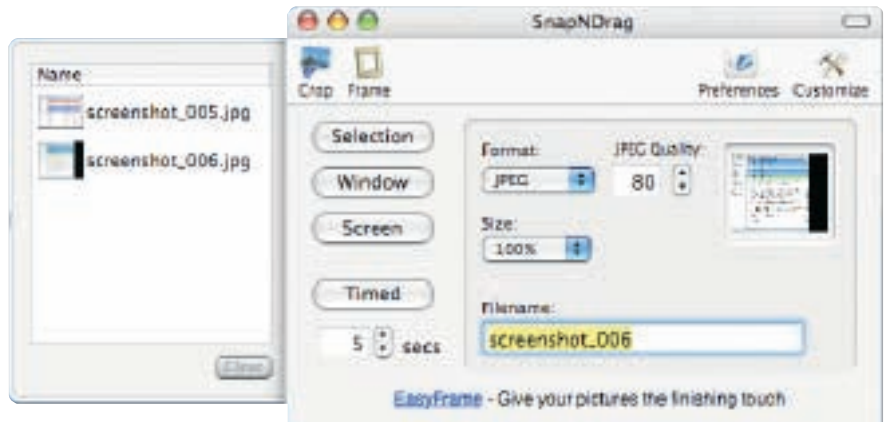 SnapNDrag
Name
screenshot_005.jpg
screenshot_006.jpg
Clear
Crop Frame
Preferences Customize
Selection
Window
Screen
Timed
5 secs
Format: JPEG Quality:
JPEG 80
Size:
100%
Filename:
screenshot_006
EasyFrame - Give your pictures the finishing touch